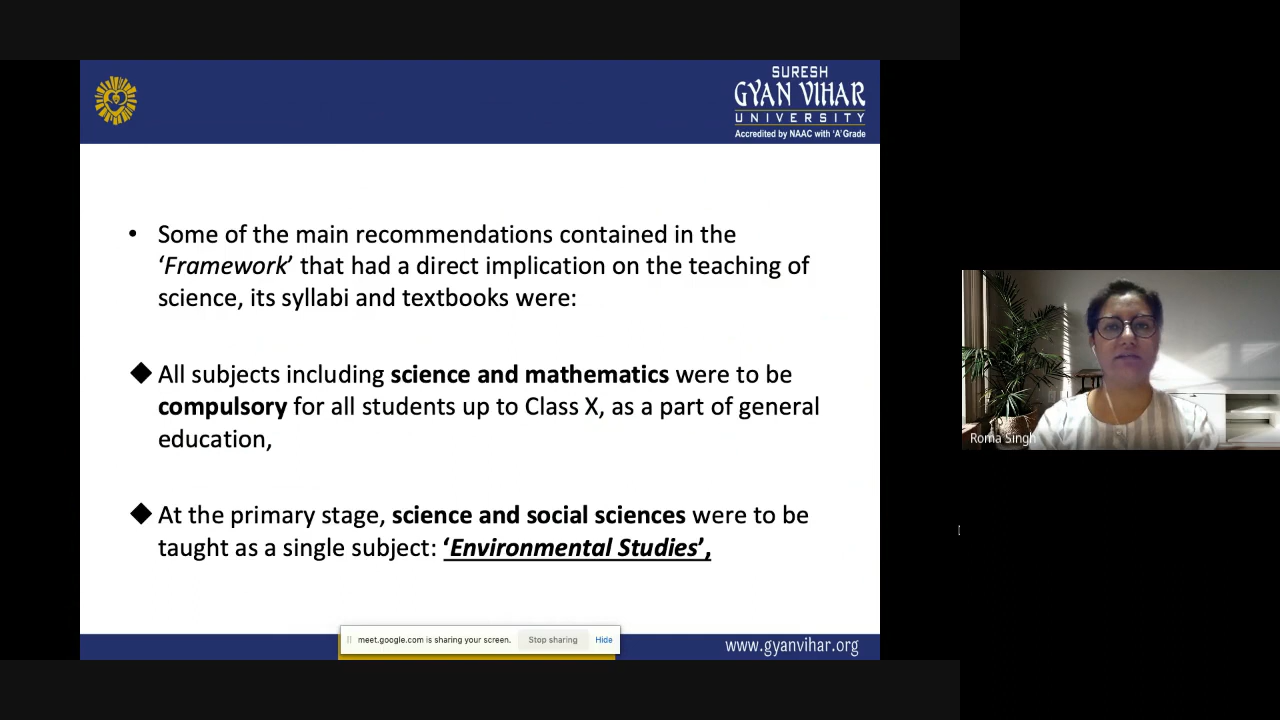 SURESH
GYAN VIHAR
UNIVERSITY
Accredited by NAAC with 'A' Grade
• Some of the main recommendations contained in the
‘Framework’ that had a direct implication on the teaching of
science, its syllabi and textbooks were:
◆ All subjects including science and mathematics were to be
compulsory for all students up to Class X, as a part of general
education,
◆ At the primary stage, science and social sciences were to be
taught as a single subject: ‘Environmental Studies’,
Roma Singh
meet.google.com is sharing your screen. Stop sharing Hide
www.gyanvihar.org